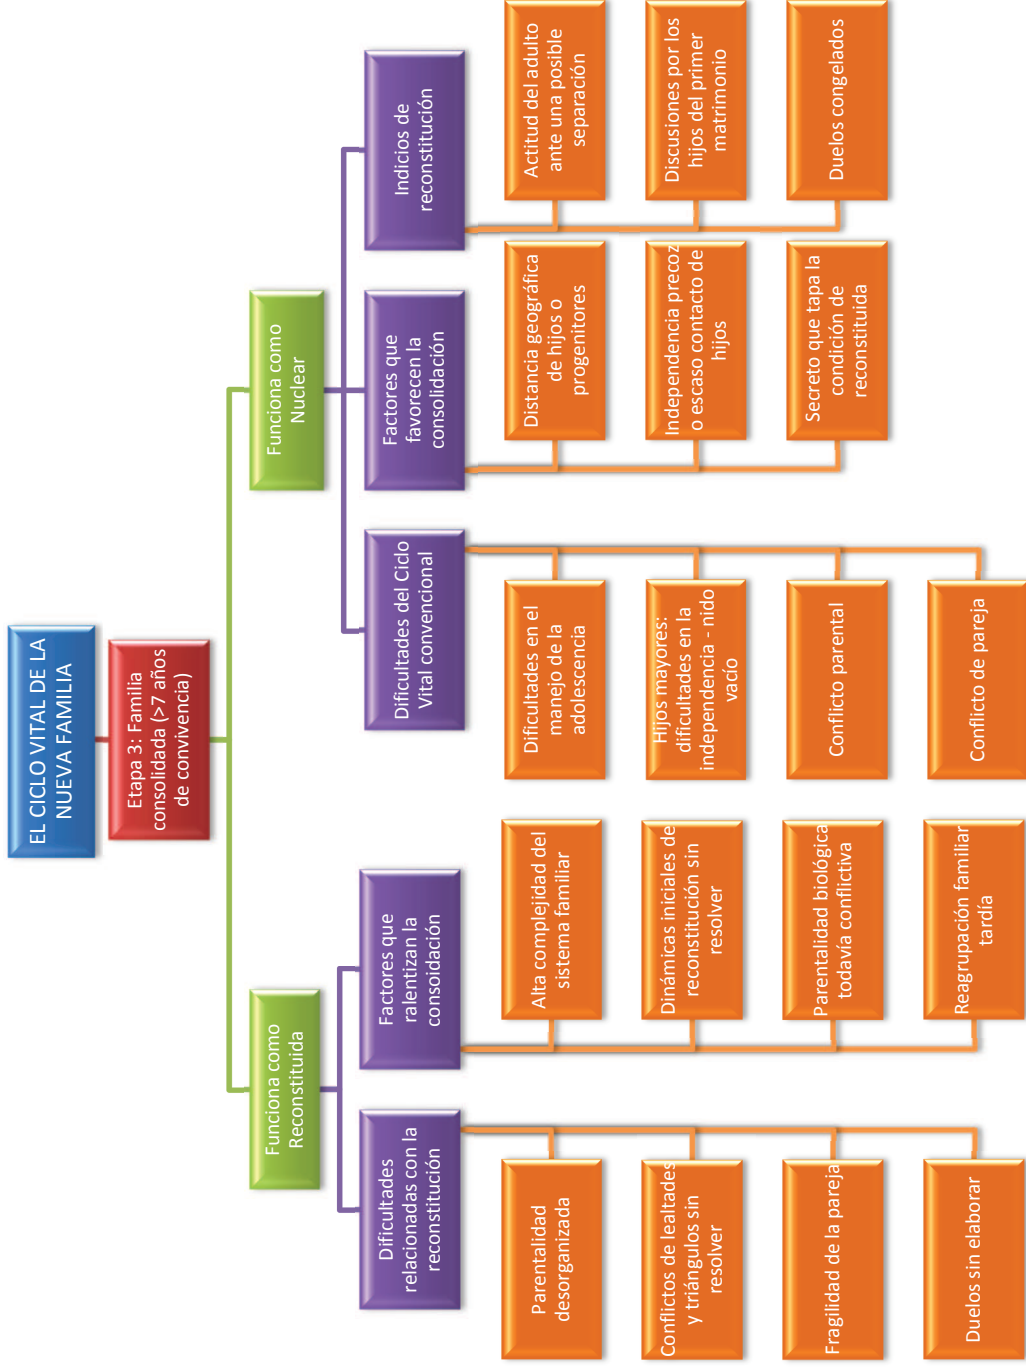 EL CICLO VITAL DE LA
NUEVA FAMILIA
Etapa 3: Familia
consolidada (>7 años
de convivencia)
Funciona como
Reconstituida
Dificultades
relacionadas con la
reconstitución
Parentalidad
desorganizada
Conflictos de lealtades
y triángulos sin
resolver
Fragilidad de la pareja
Duelos sin elaborar
Factores que
ralentizan la
consoidación
Alta complejidad del
sistema familiar
Dinámicas iniciales de
reconstitución sin
resolver
Parentalidad biológica
todavía conflictiva
Reagrupación familiar
tardía
Funciona como
Nuclear
Dificultades del Ciclo
Vital convencional
Dificultades en el
manejo de la
adolescencia
Hijos mayores:
dificultades en la
independencia - nido
vacío
Conflicto parental
Conflicto de pareja
Factores que
favorecen la
consolidación
Distancia geográfica
de hijos o
progenitores
Independencia precoz
o escaso contacto de
hijos
Secreto que tapa la
condición de
reconstituida
Indicios de
reconstitución
Actitud del adulto
ante una posible
separación
Discusiones por los
hijos del primer
matrimonio
Duelos congelados